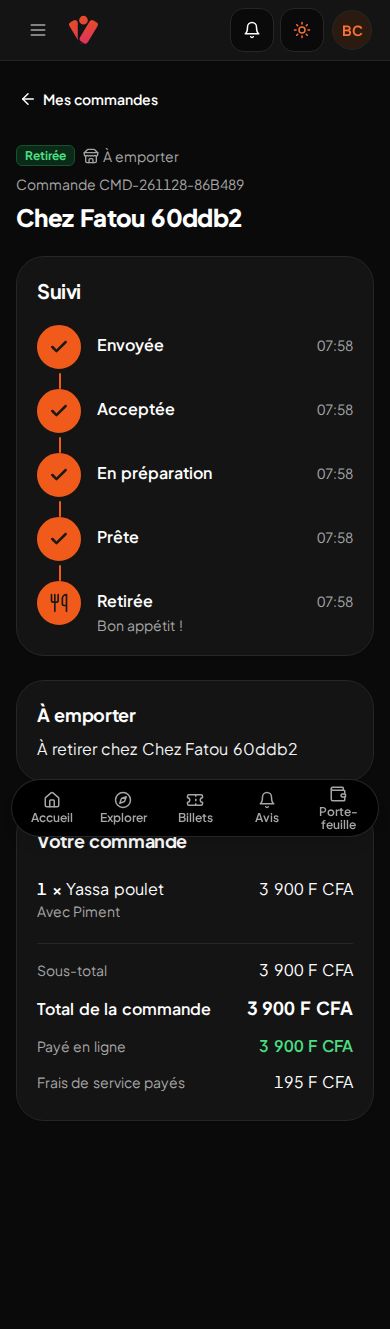 BC
Mes commandes
Retirée À emporter
Commande CMD-261128-86B489
Chez Fatou 60ddb2
Suivi
Envoyée 07:58
Acceptée 07:58
En préparation 07:58
Prête 07:58
Retirée 07:58
Bon appétit !
À emporter
À retirer chez Chez Fatou 60ddb2
Accueil Explorer Billets Avis Porte-
feuille
Votre commande
1 × Yassa poulet 3 900 F CFA
Avec Piment
Sous-total 3 900 F CFA
Total de la commande 3 900 F CFA
Payé en ligne 3 900 F CFA
Frais de service payés 195 F CFA